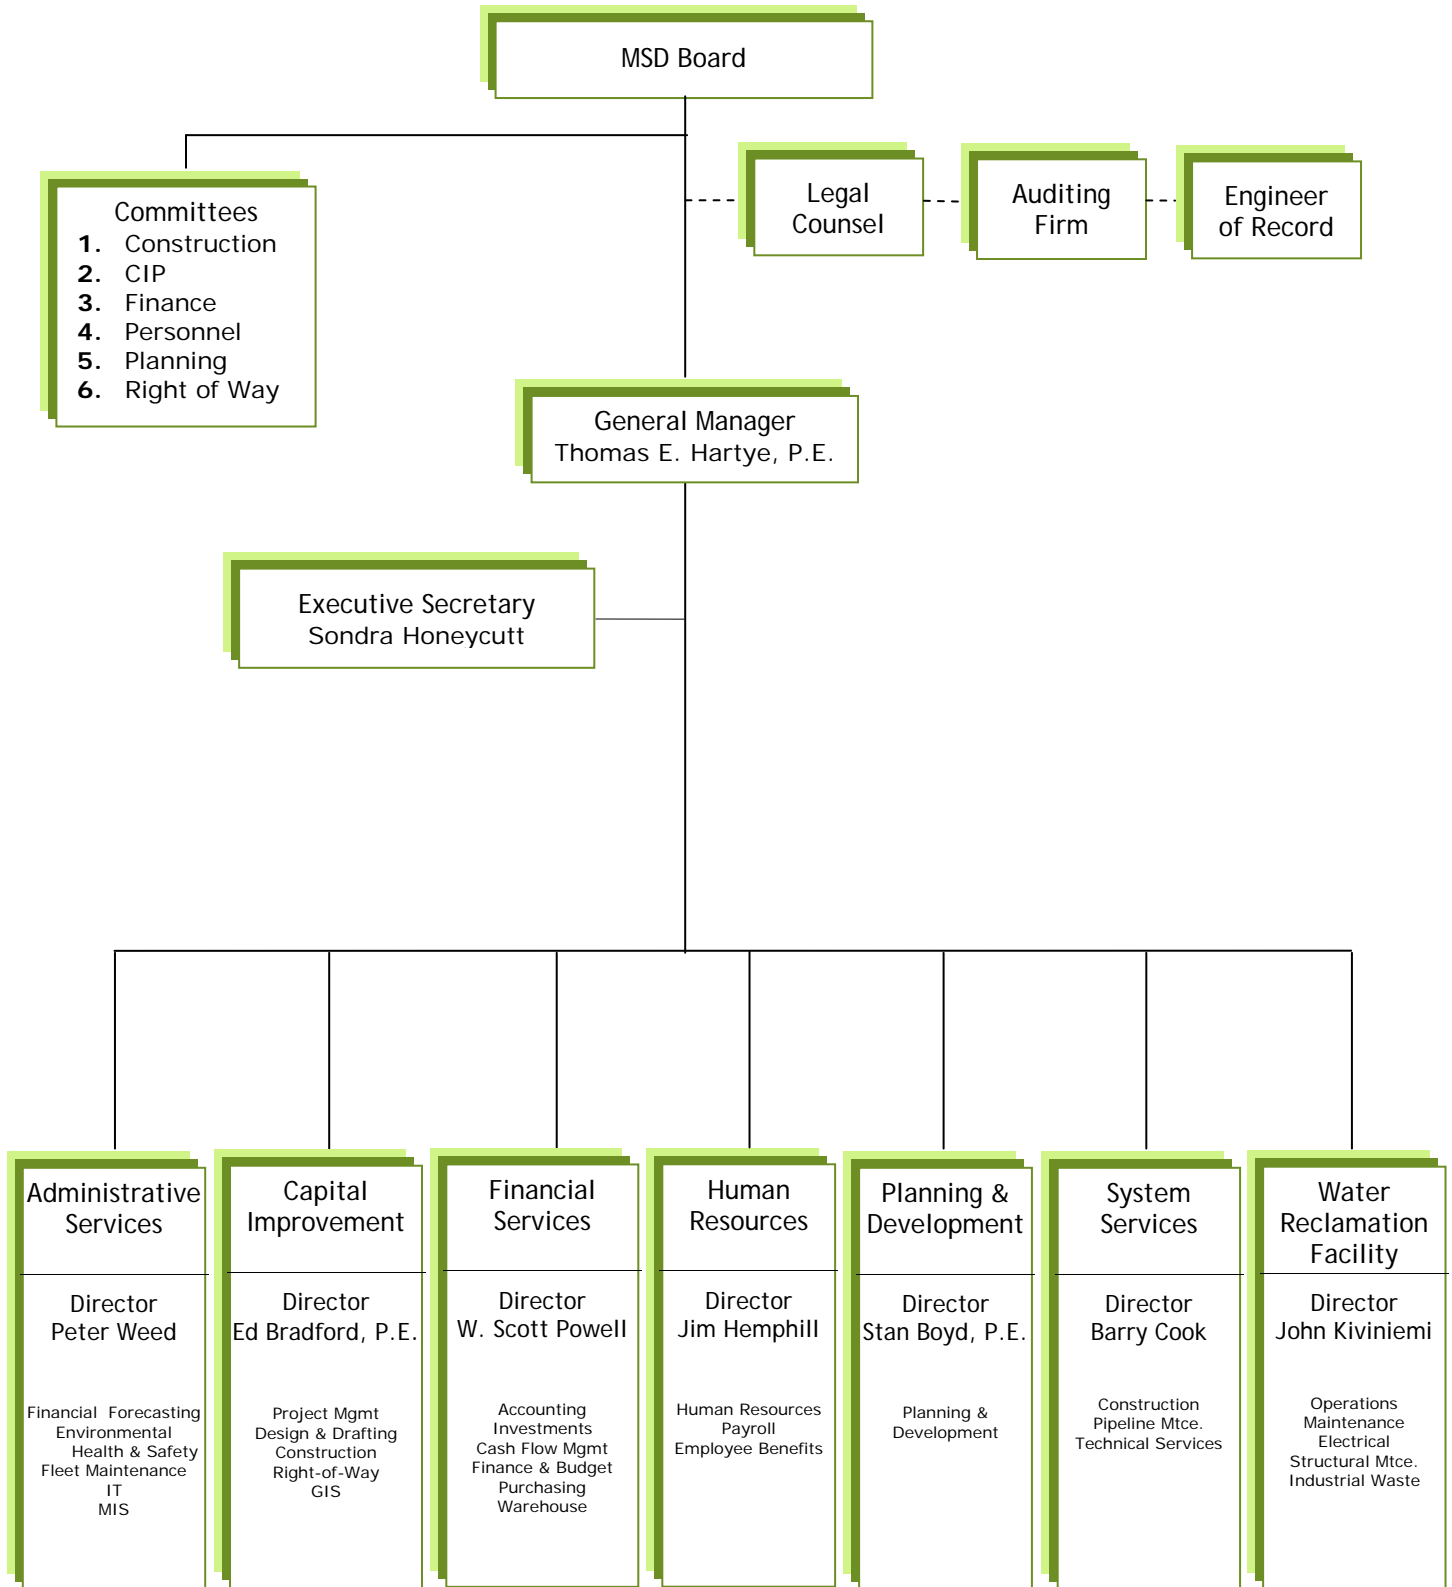 MSD Board
Committees
1. Construction
2. CIP
3. Finance
4. Personnel
5. Planning
6. Right of Way
Legal
Counsel
Auditing
Firm
Engineer
of Record
General Manager
Thomas E. Hartye, P.E.
Executive Secretary
Sondra Honeycutt
Administrative
Services
Director
Peter Weed
Financial Forecasting
Environmental
Health & Safety
Fleet Maintenance
IT
MIS
Capital
Improvement
Director
Ed Bradford, P.E.
Project Mgmt
Design & Drafting
Construction
Right-of-Way
GIS
Financial
Services
Director
W. Scott Powell
Accounting
Investments
Cash Flow Mgmt
Finance & Budget
Purchasing
Warehouse
Human
Resources
Director
Jim Hemphill
Human Resources
Payroll
Employee Benefits
Planning &
Development
Director
Stan Boyd, P.E.
Planning &
Development
System
Services
Director
Barry Cook
Construction
Pipeline Mtce.
Technical Services
Water
Reclamation
Facility
Director
John Kiviniemi
Operations
Maintenance
Electrical
Structural Mtce.
Industrial Waste